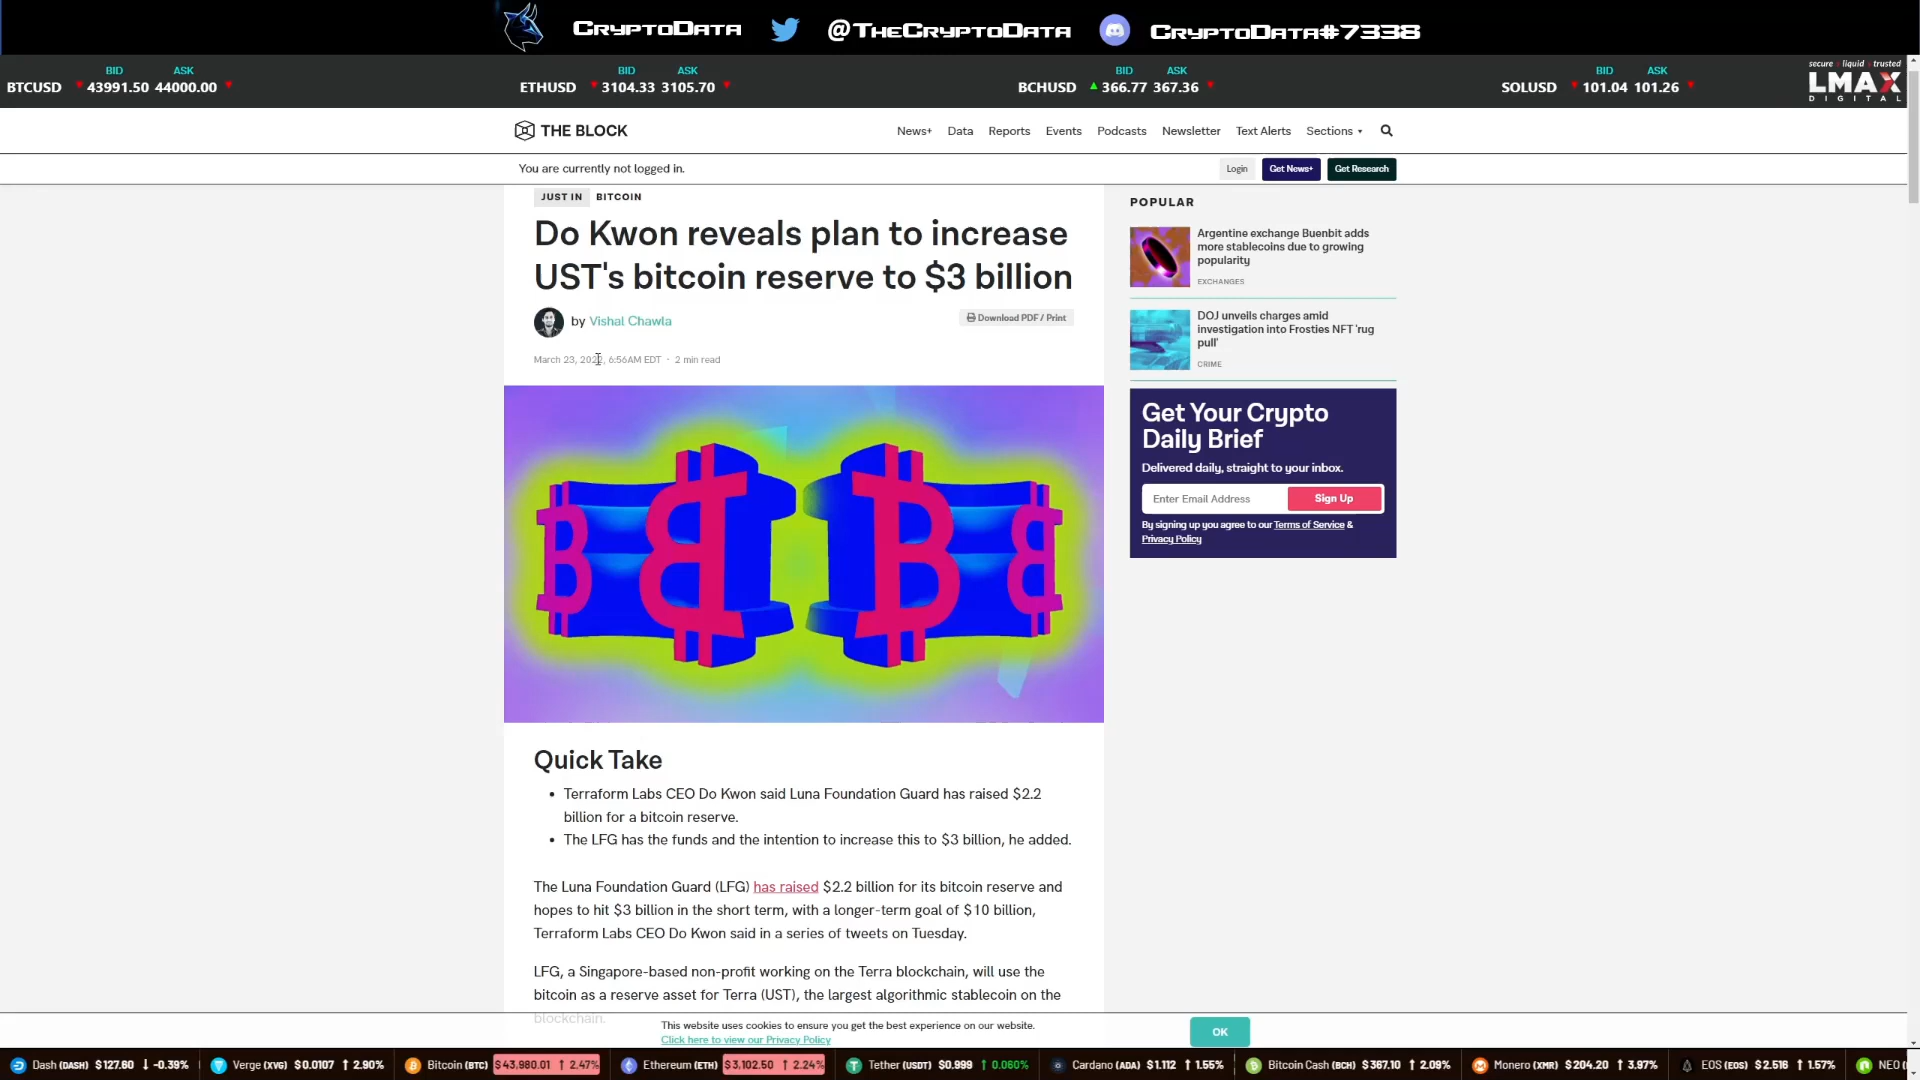 CryptoData @TheCryptoData CryptoData#7338
BID ASK BID ASK BID ASK BID ASK secure liquid trusted
BTCUSD 43991.50 44000.00 ETHUSD 3104.33 3105.70 BCHUSD 366.77 367.36 SOLUSD 101.04 101.26 LMAX
DIGITAL
THE BLOCK News+ Data Reports Events Podcasts Newsletter Text Alerts Sections
You are currently not logged in. Login Get News+ Get Research
JUST IN BITCOIN
Do Kwon reveals plan to increase
UST's bitcoin reserve to $3 billion
by Vishal Chawla Download PDF / Print
March 23, 2022, 6:56AM EDT · 2 min read
POPULAR
Argentine exchange Buenbit adds
more stablecoins due to growing
popularity
EXCHANGES
DOJ unveils charges amid
investigation into Frosties NFT 'rug
pull'
CRIME
Get Your Crypto
Daily Brief
Delivered daily, straight to your inbox.
Enter Email Address Sign Up
By signing up you agree to our Terms of Service &
Privacy Policy
Quick Take
• Terraform Labs CEO Do Kwon said Luna Foundation Guard has raised $2.2
billion for a bitcoin reserve.
• The LFG has the funds and the intention to increase this to $3 billion, he added.
The Luna Foundation Guard (LFG) has raised $2.2 billion for its bitcoin reserve and
hopes to hit $3 billion in the short term, with a longer-term goal of $10 billion,
Terraform Labs CEO Do Kwon said in a series of tweets on Tuesday.
LFG, a Singapore-based non-profit working on the Terra blockchain, will use the
bitcoin as a reserve asset for Terra (UST), the largest algorithmic stablecoin on the
blockchain.
This website uses cookies to ensure you get the best experience on our website.
Click here to view our Privacy Policy
OK
Dash (DASH) $127.60 ↓ -0.39% Verge (XVG) $0.0107 ↑ 2.90% Bitcoin (BTC) $43,980.01 ↑ 2.47% Ethereum (ETH) $3,102.50 ↑ 2.24% Tether (USDT) $0.999 ↑ 0.060% Cardano (ADA) $1.112 ↑ 1.55% Bitcoin Cash (BCH) $367.10 ↑ 2.09% Monero (XMR) $204.20 ↑ 3.97% EOS (EOS) $2.516 ↑ 1.57% NEO